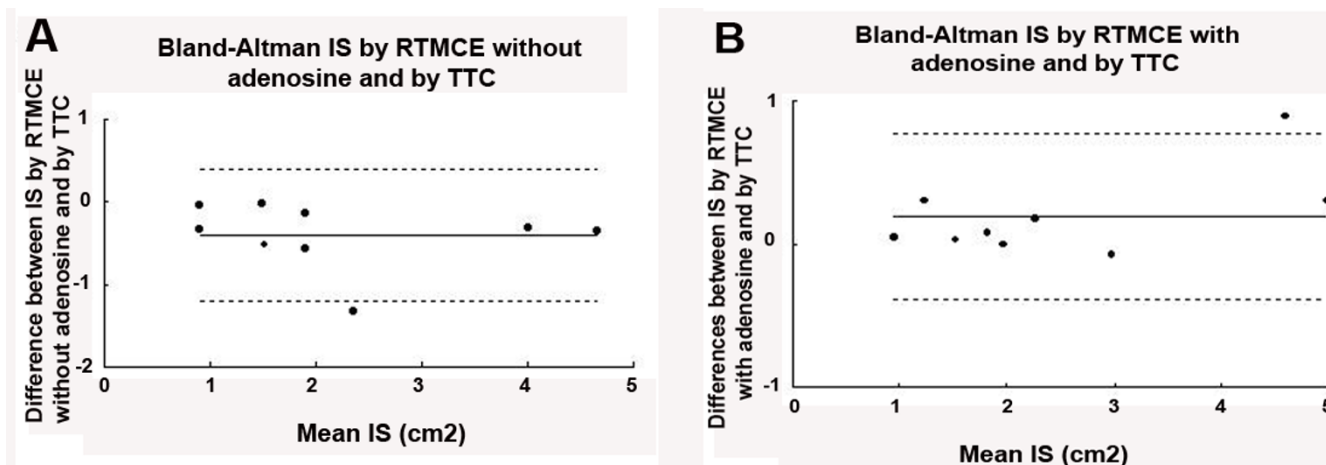 A
Bland-Altman IS by RTMCE without
adenosine and by TTC
Difference between IS by RTMCE
without adenosine and by TTC
1
0
-1
-2
0 1 2 3 4 5
Mean IS (cm2)
B
Bland-Altman IS by RTMCE with
adenosine and by TTC
Differences between IS by RTMCE
with adenosine and by TTC
1
0
-1
0 1 2 3 4 5
Mean IS (cm2)